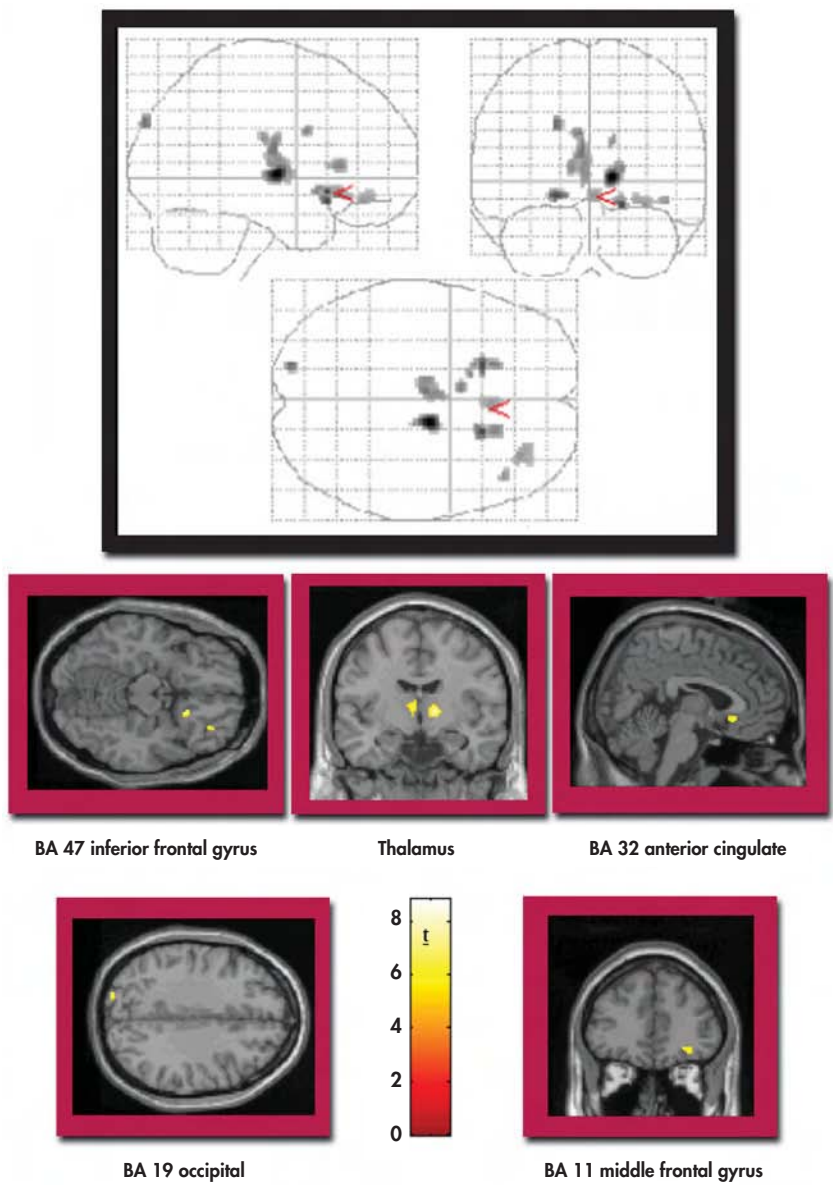 BA 47 inferior frontal gyrus
Thalamus
BA 32 anterior cingulate
8
t
6
4
2
0
BA 19 occipital
BA 11 middle frontal gyrus